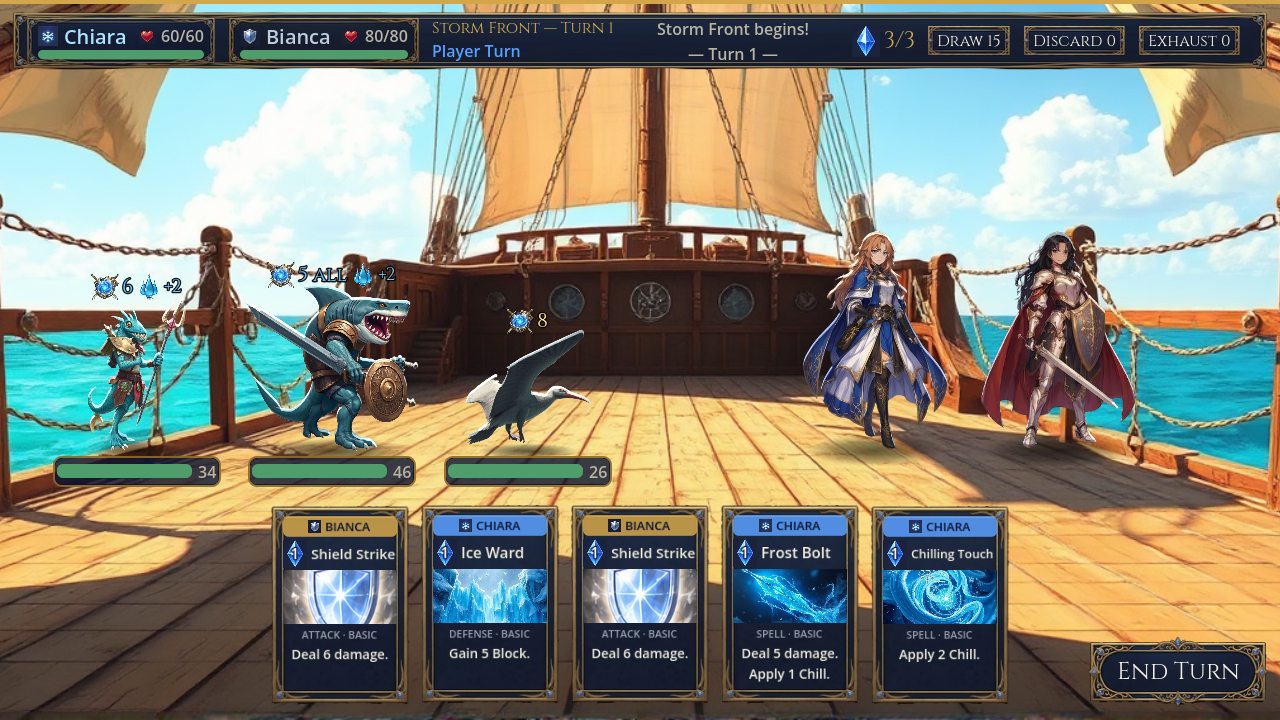 Chiara 60/60
Bianca 80/80
Storm Front — Turn 1
Player Turn
Storm Front begins!
— Turn 1 —
3/3
Draw 15
Discard 0
Exhaust 0
6 +2
5 ALL +2
8
34
46
26
BIANCA
1 Shield Strike
ATTACK · BASIC
Deal 6 damage.
CHIARA
1 Ice Ward
DEFENSE · BASIC
Gain 5 Block.
BIANCA
1 Shield Strike
ATTACK · BASIC
Deal 6 damage.
CHIARA
1 Frost Bolt
SPELL · BASIC
Deal 5 damage.
Apply 1 Chill.
CHIARA
1 Chilling Touch
SPELL · BASIC
Apply 2 Chill.
End Turn